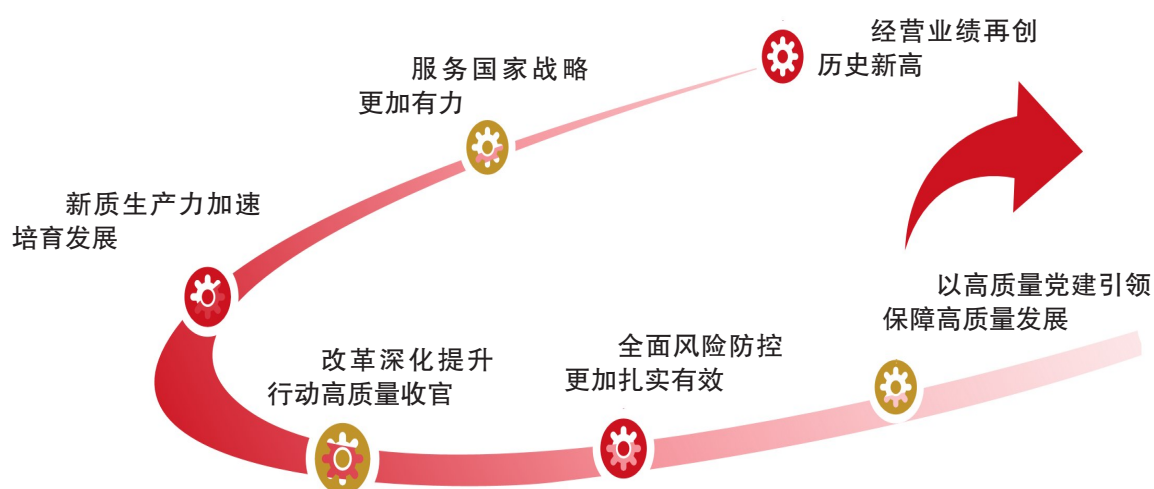 经营业绩再创
历史新高
服务国家战略
更加有力
新质生产力加速
培育发展
改革深化提升
行动高质量收官
全面风险防控
更加扎实有效
以高质量党建引领
保障高质量发展